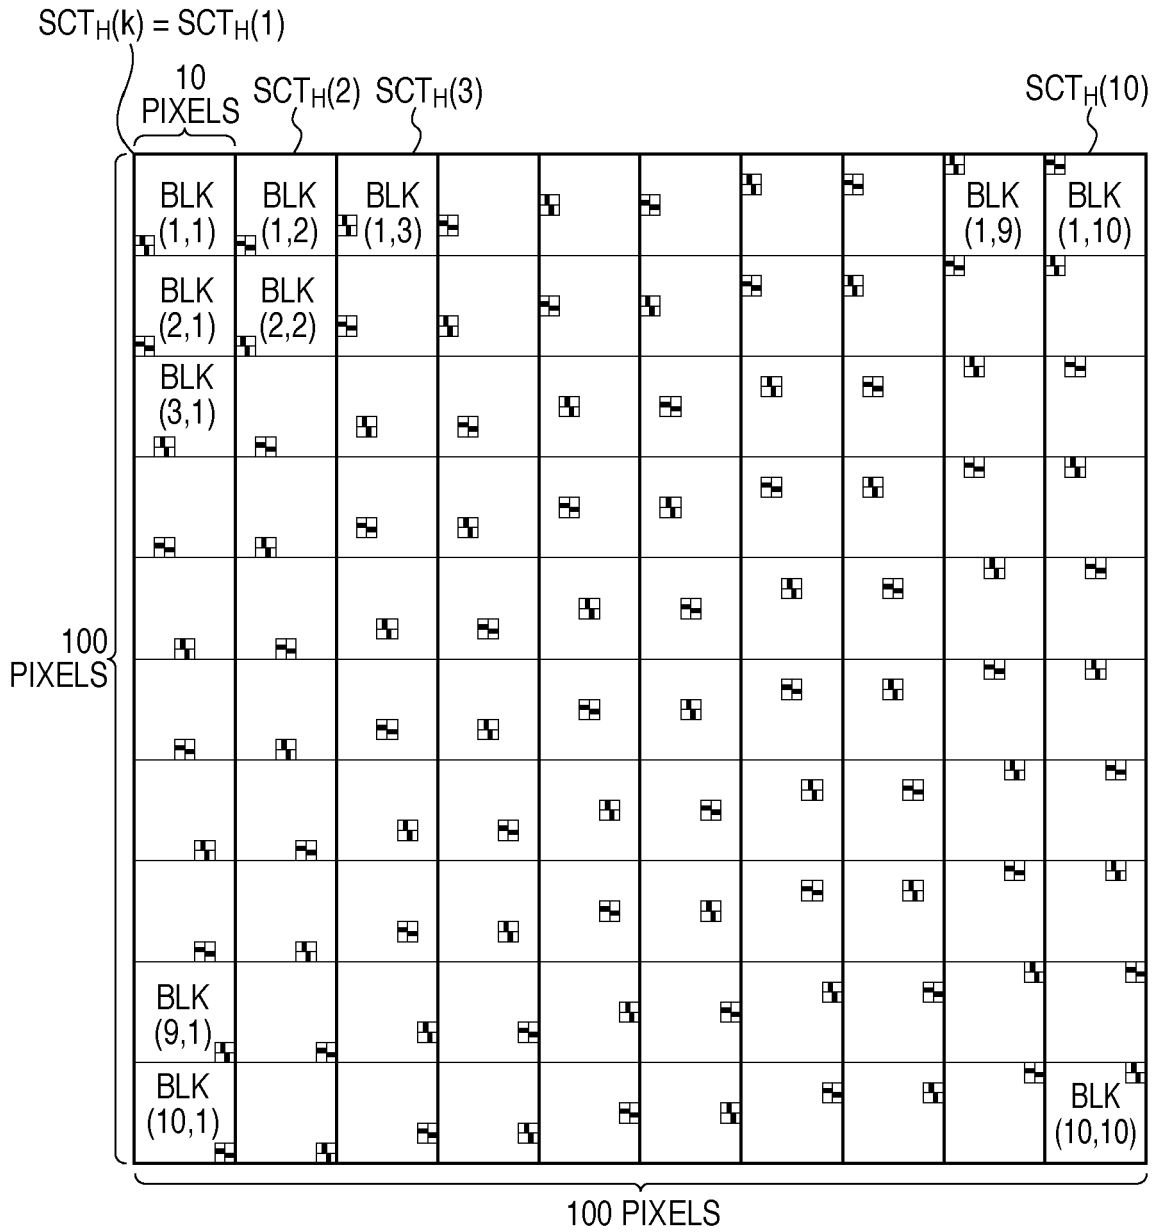 SCTH(k) = SCTH(1)
10
PIXELS
SCTH(2)
SCTH(3)
SCTH(10)
BLK
(1,1)
BLK
(1,2)
BLK
(1,3)
BLK
(1,9)
BLK
(1,10)
BLK
(2,1)
BLK
(2,2)
BLK
(3,1)
100
PIXELS
BLK
(9,1)
BLK
(10,1)
BLK
(10,10)
100 PIXELS